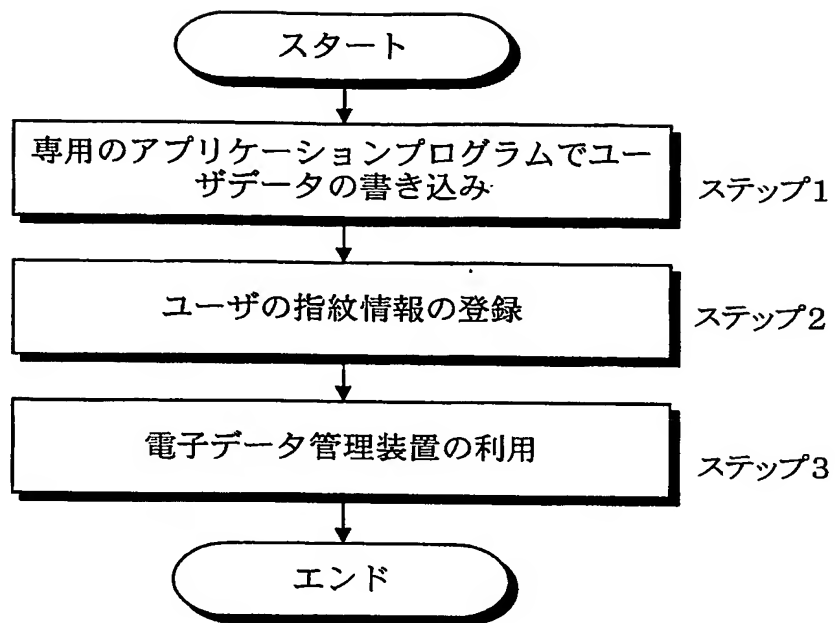 スタート
専用のアプリケーションプログラムでユー
ザデータの書き込み
ステップ1
ユーザの指紋情報の登録
ステップ2
電子データ管理装置の利用
ステップ3
エンド